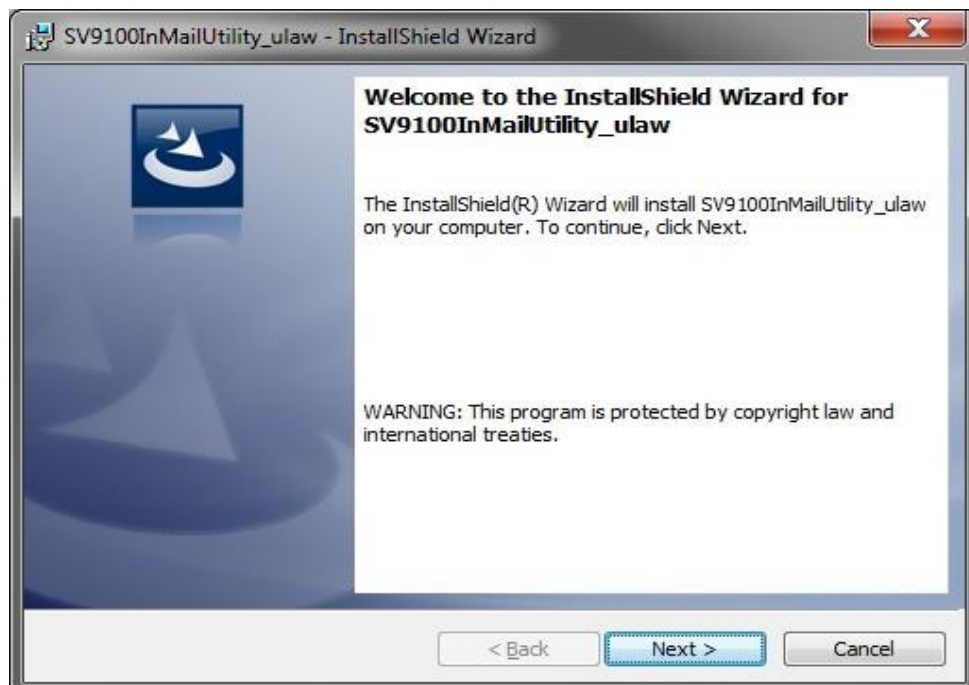 SV9100InMailUtility_ulaw - InstallShield Wizard
Welcome to the InstallShield Wizard for
SV9100InMailUtility_ulaw
The InstallShield(R) Wizard will install SV9100InMailUtility_ulaw
on your computer. To continue, click Next.
WARNING: This program is protected by copyright law and
international treaties.
< Back Next > Cancel